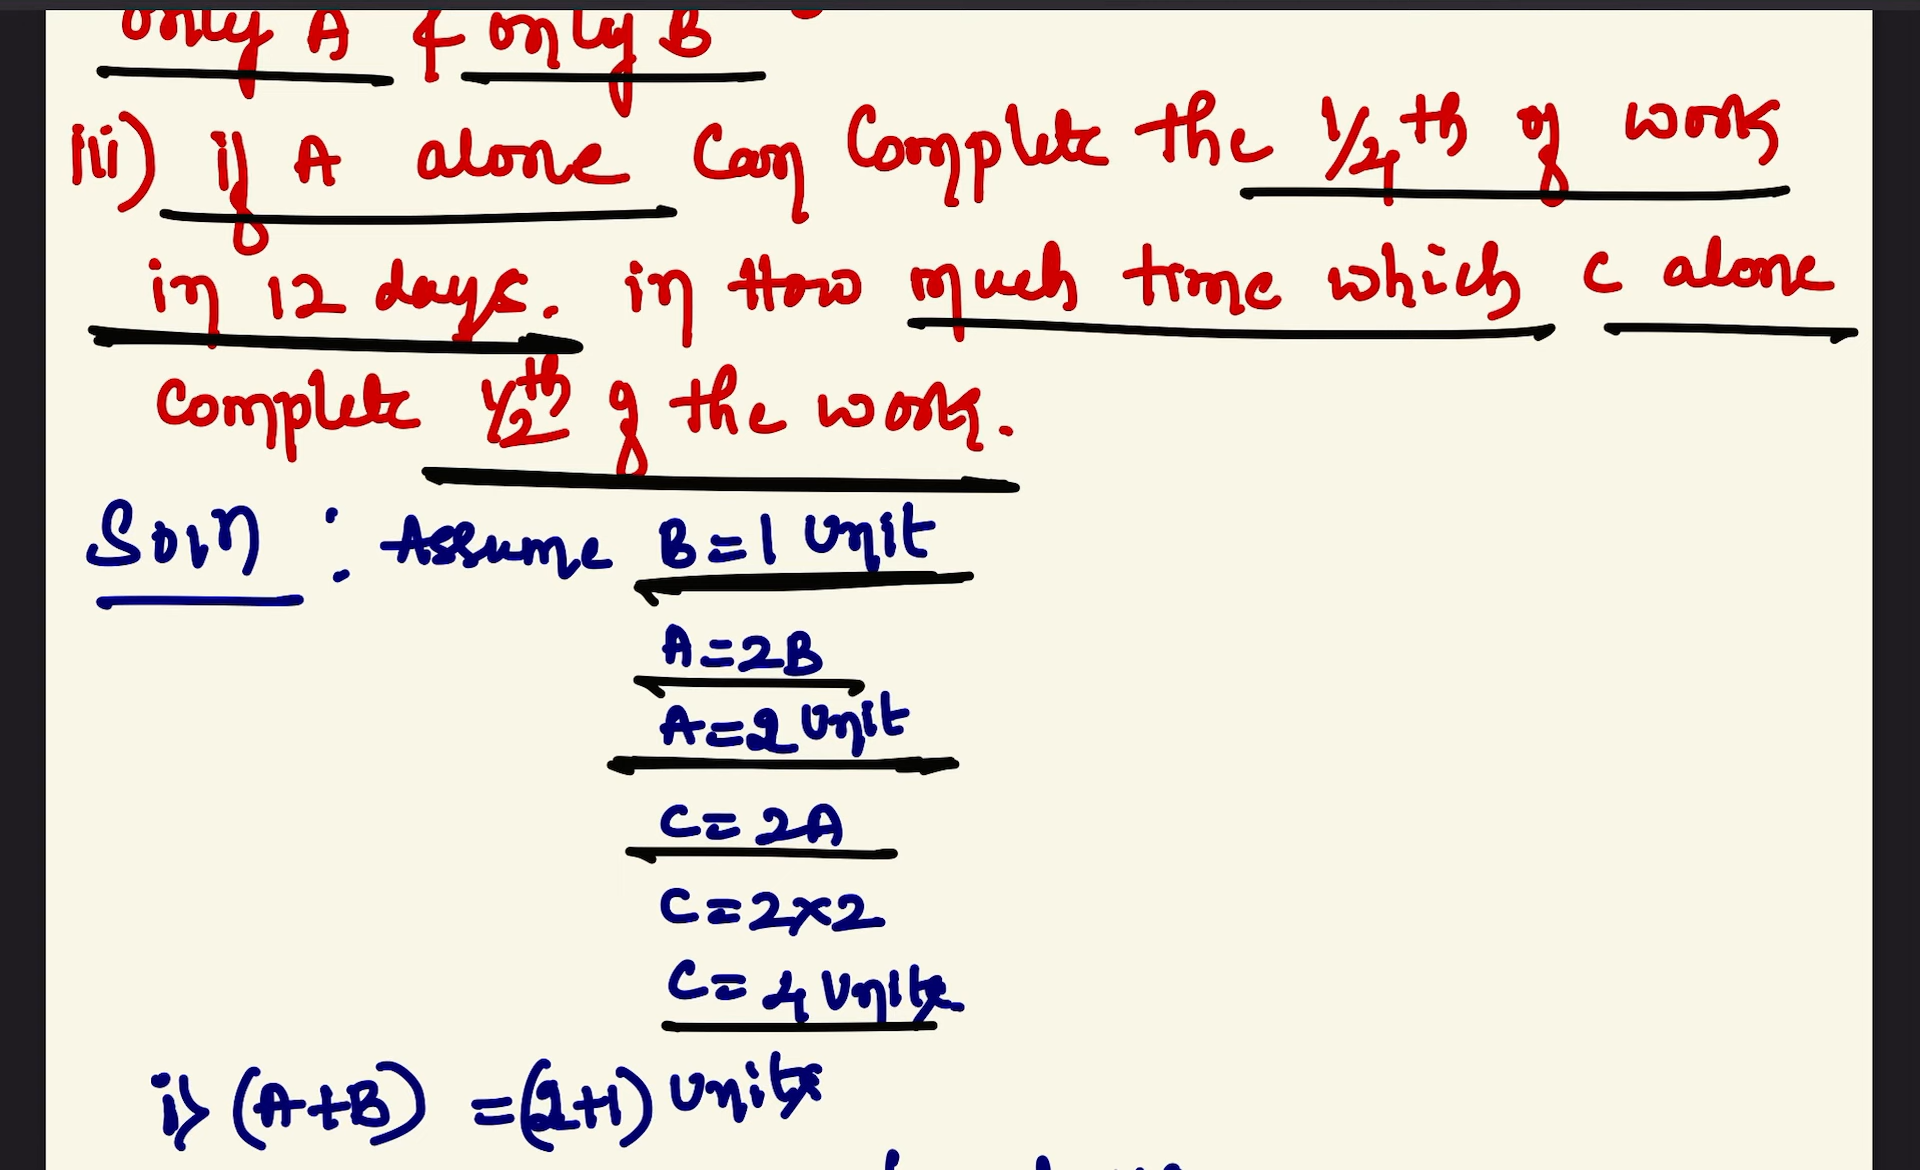 only A & only B
iii) if A alone Can Complete the 1/4th of work
in 12 days. in How much time which C alone
Complete 1/2th of the work.
Soln : Assume B=1 Unit
A=2B
A=2 Unit
C=2A
C=2×2
C=4 Units
i) (A+B) =(2+1) Units